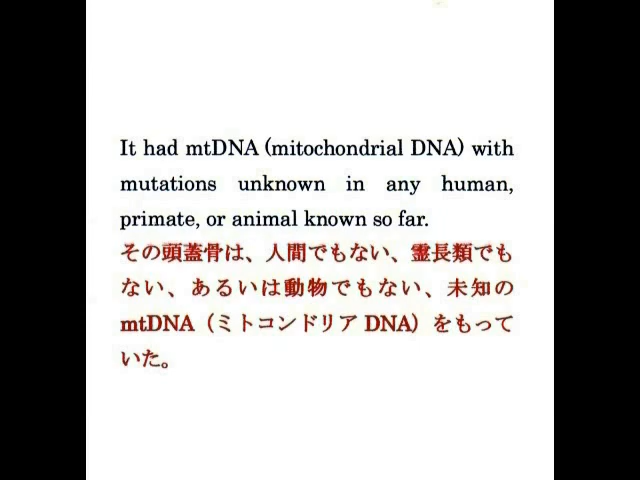 It had mtDNA (mitochondrial DNA) with
mutations unknown in any human,
primate, or animal known so far.
その頭蓋骨は、人間でもない、霊長類でも
ない、あるいは動物でもない、未知の
mtDNA（ミトコンドリア DNA）をもって
いた。